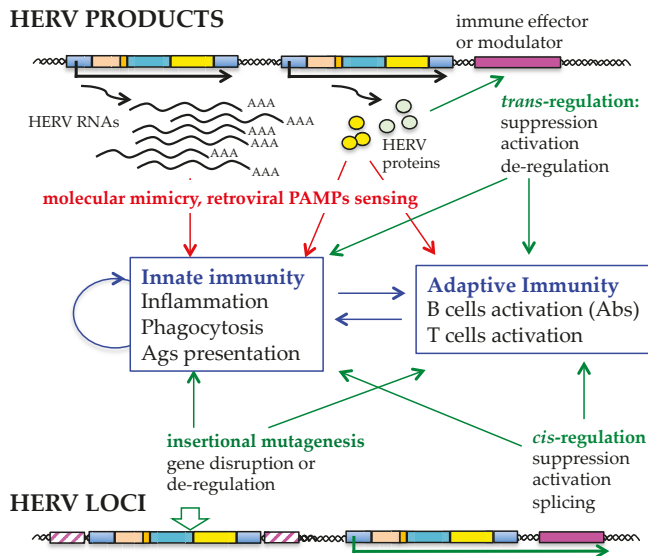 HERV PRODUCTS
immune effector
or modulator
AAA
AAA
AAA
AAA
AAA
AAA
HERV RNAs
HERV
proteins
trans-regulation:
suppression
activation
de-regulation
molecular mimicry, retroviral PAMPs sensing
Innate immunity
Inflammation
Phagocytosis
Ags presentation
Adaptive Immunity
B cells activation (Abs)
T cells activation
insertional mutagenesis
gene disruption or
de-regulation
cis-regulation
suppression
activation
splicing
HERV LOCI